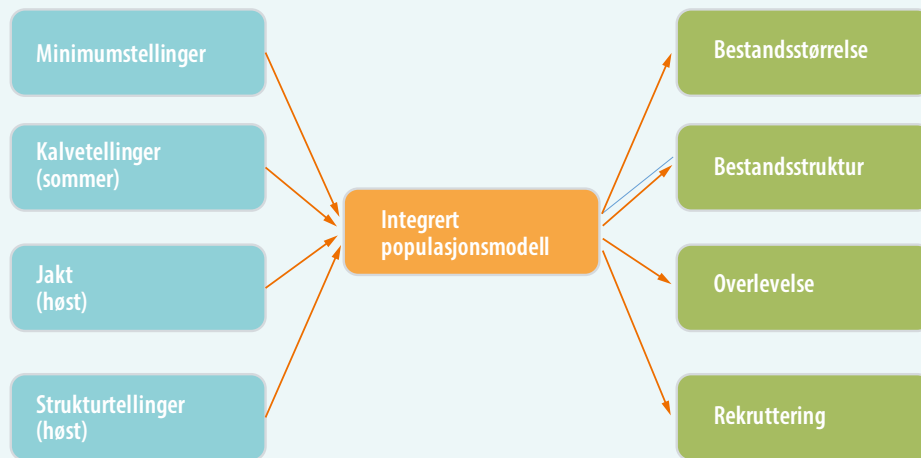 Minimumstellinger
Kalvetellinger
(sommer)
Jakt
(høst)
Strukturtellinger
(høst)
Integrert
populasjonsmodell
Bestandsstørrelse
Bestandsstruktur
Overlevelse
Rekruttering